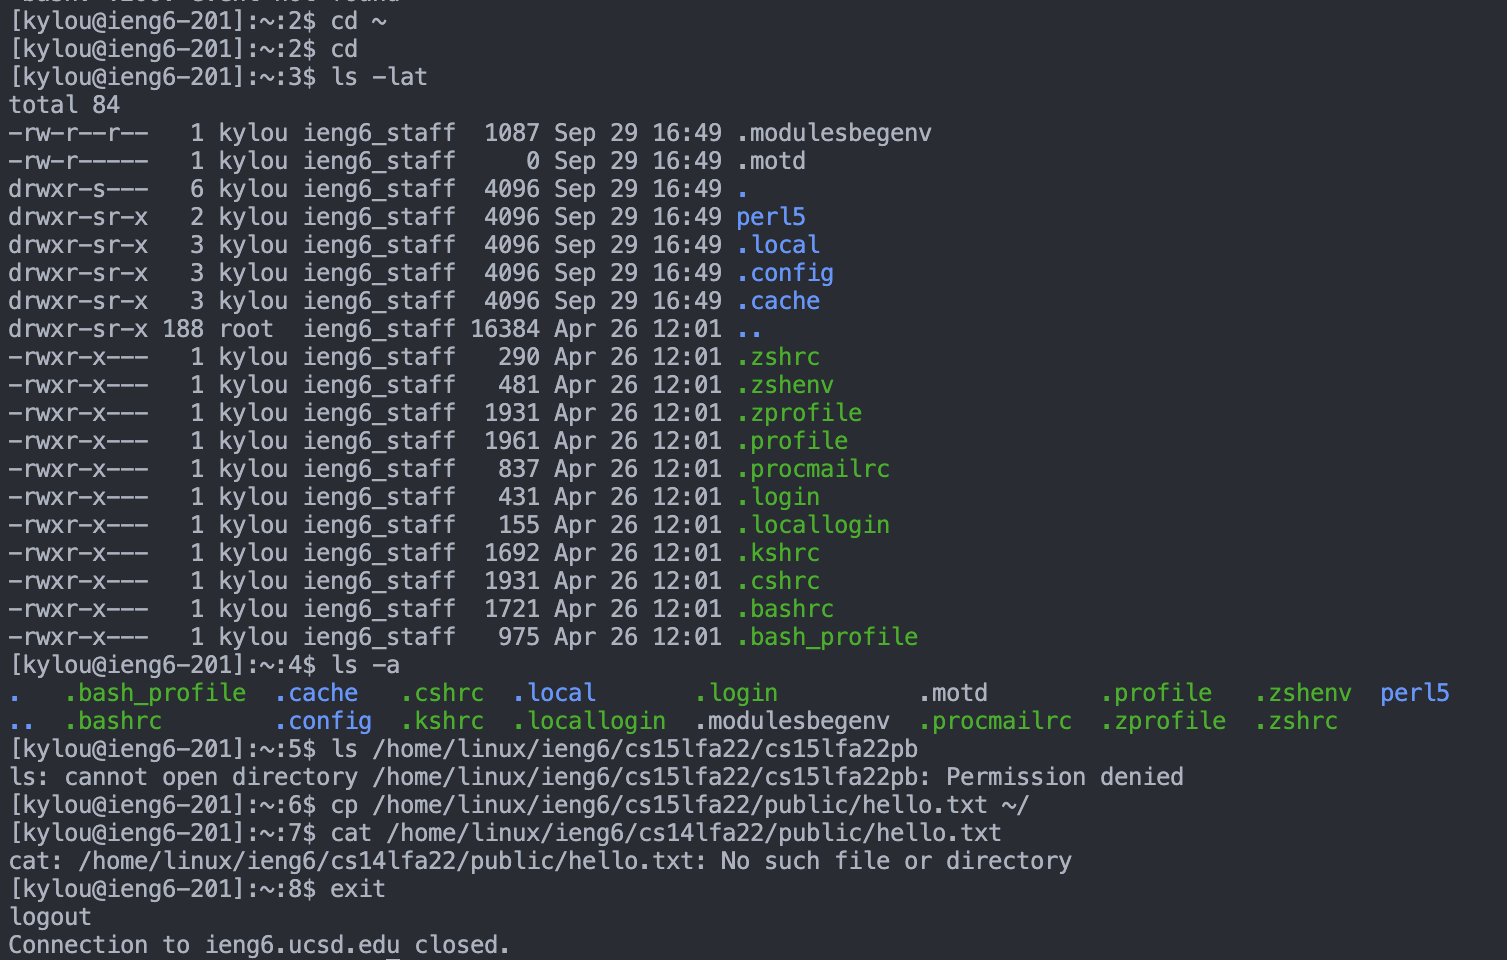 [kylou@ieng6-201]:~:2$ cd ~
[kylou@ieng6-201]:~:2$ cd
[kylou@ieng6-201]:~:3$ ls -lat
total 84
-rw-r--r--   1 kylou ieng6_staff  1087 Sep 29 16:49 .modulesbegenv
-rw-r-----   1 kylou ieng6_staff     0 Sep 29 16:49 .motd
drwxr-s---   6 kylou ieng6_staff  4096 Sep 29 16:49 .
drwxr-sr-x   2 kylou ieng6_staff  4096 Sep 29 16:49 perl5
drwxr-sr-x   3 kylou ieng6_staff  4096 Sep 29 16:49 .local
drwxr-sr-x   3 kylou ieng6_staff  4096 Sep 29 16:49 .config
drwxr-sr-x   3 kylou ieng6_staff  4096 Sep 29 16:49 .cache
drwxr-sr-x 188 root  ieng6_staff 16384 Apr 26 12:01 ..
-rwxr-x---   1 kylou ieng6_staff   290 Apr 26 12:01 .zshrc
-rwxr-x---   1 kylou ieng6_staff   481 Apr 26 12:01 .zshenv
-rwxr-x---   1 kylou ieng6_staff  1931 Apr 26 12:01 .zprofile
-rwxr-x---   1 kylou ieng6_staff  1961 Apr 26 12:01 .profile
-rwxr-x---   1 kylou ieng6_staff   837 Apr 26 12:01 .procmailrc
-rwxr-x---   1 kylou ieng6_staff   431 Apr 26 12:01 .login
-rwxr-x---   1 kylou ieng6_staff   155 Apr 26 12:01 .locallogin
-rwxr-x---   1 kylou ieng6_staff  1692 Apr 26 12:01 .kshrc
-rwxr-x---   1 kylou ieng6_staff  1931 Apr 26 12:01 .cshrc
-rwxr-x---   1 kylou ieng6_staff  1721 Apr 26 12:01 .bashrc
-rwxr-x---   1 kylou ieng6_staff   975 Apr 26 12:01 .bash_profile
[kylou@ieng6-201]:~:4$ ls -a
.   .bash_profile  .cache   .cshrc  .local       .login          .motd        .profile   .zshenv  perl5
..  .bashrc        .config  .kshrc  .locallogin  .modulesbegenv  .procmailrc  .zprofile  .zshrc
[kylou@ieng6-201]:~:5$ ls /home/linux/ieng6/cs15lfa22/cs15lfa22pb
ls: cannot open directory /home/linux/ieng6/cs15lfa22/cs15lfa22pb: Permission denied
[kylou@ieng6-201]:~:6$ cp /home/linux/ieng6/cs15lfa22/public/hello.txt ~/
[kylou@ieng6-201]:~:7$ cat /home/linux/ieng6/cs14lfa22/public/hello.txt
cat: /home/linux/ieng6/cs14lfa22/public/hello.txt: No such file or directory
[kylou@ieng6-201]:~:8$ exit
logout
Connection to ieng6.ucsd.edu closed.